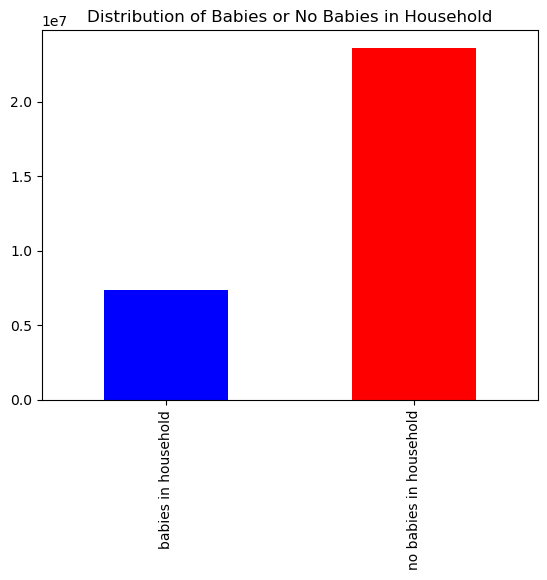 Distribution of Babies or No Babies in Household
1e7
2.0
1.5
1.0
0.5
0.0
babies in household
no babies in household